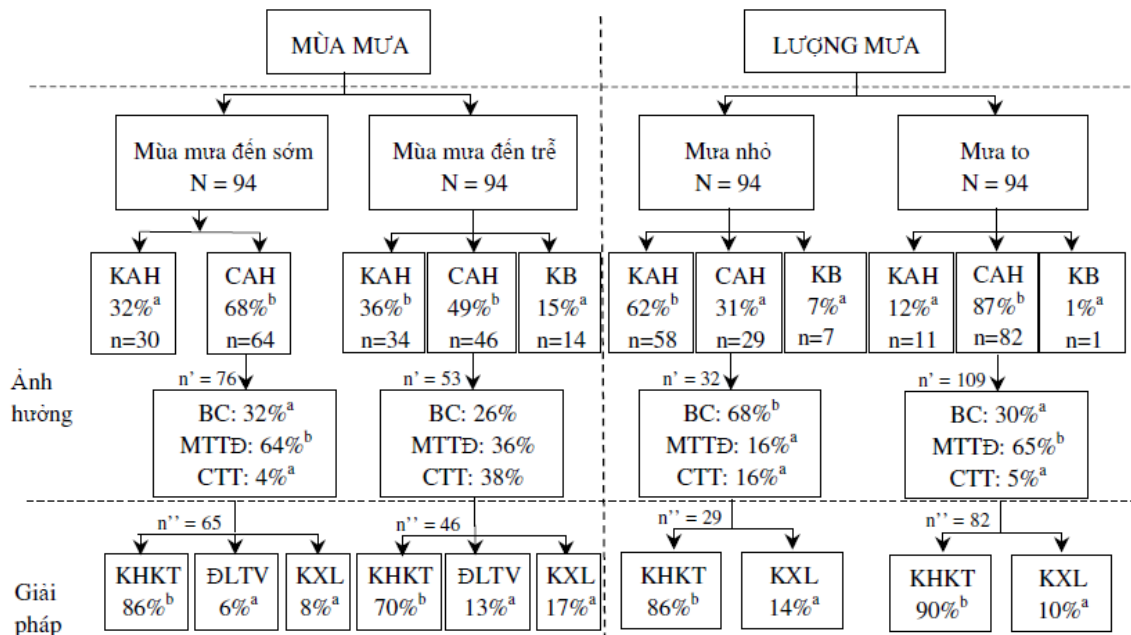 MÙA MƯA
LƯỢNG MƯA
Mùa mưa đến sớm
N = 94
Mùa mưa đến trễ
N = 94
Mưa nhỏ
N = 94
Mưa to
N = 94
KAH
32%a
n=30
CAH
68%b
n=64
KAH
36%b
n=34
CAH
49%b
n=46
KB
15%a
n=14
KAH
62%b
n=58
CAH
31%a
n=29
KB
7%a
n=7
KAH
12%a
n=11
CAH
87%b
n=82
KB
1%a
n=1
Ảnh
hưởng
n' = 76
BC: 32%a
MTTĐ: 64%b
CTT: 4%a
n' = 53
BC: 26%
MTTĐ: 36%
CTT: 38%
n' = 32
BC: 68%b
MTTĐ: 16%a
CTT: 16%a
n' = 109
BC: 30%a
MTTĐ: 65%b
CTT: 5%a
Giải
pháp
n'' = 65
KHKT
86%b
ĐLTV
6%a
KXL
8%a
n'' = 46
KHKT
70%b
ĐLTV
13%a
KXL
17%a
n'' = 29
KHKT
86%b
KXL
14%a
n'' = 82
KHKT
90%b
KXL
10%a